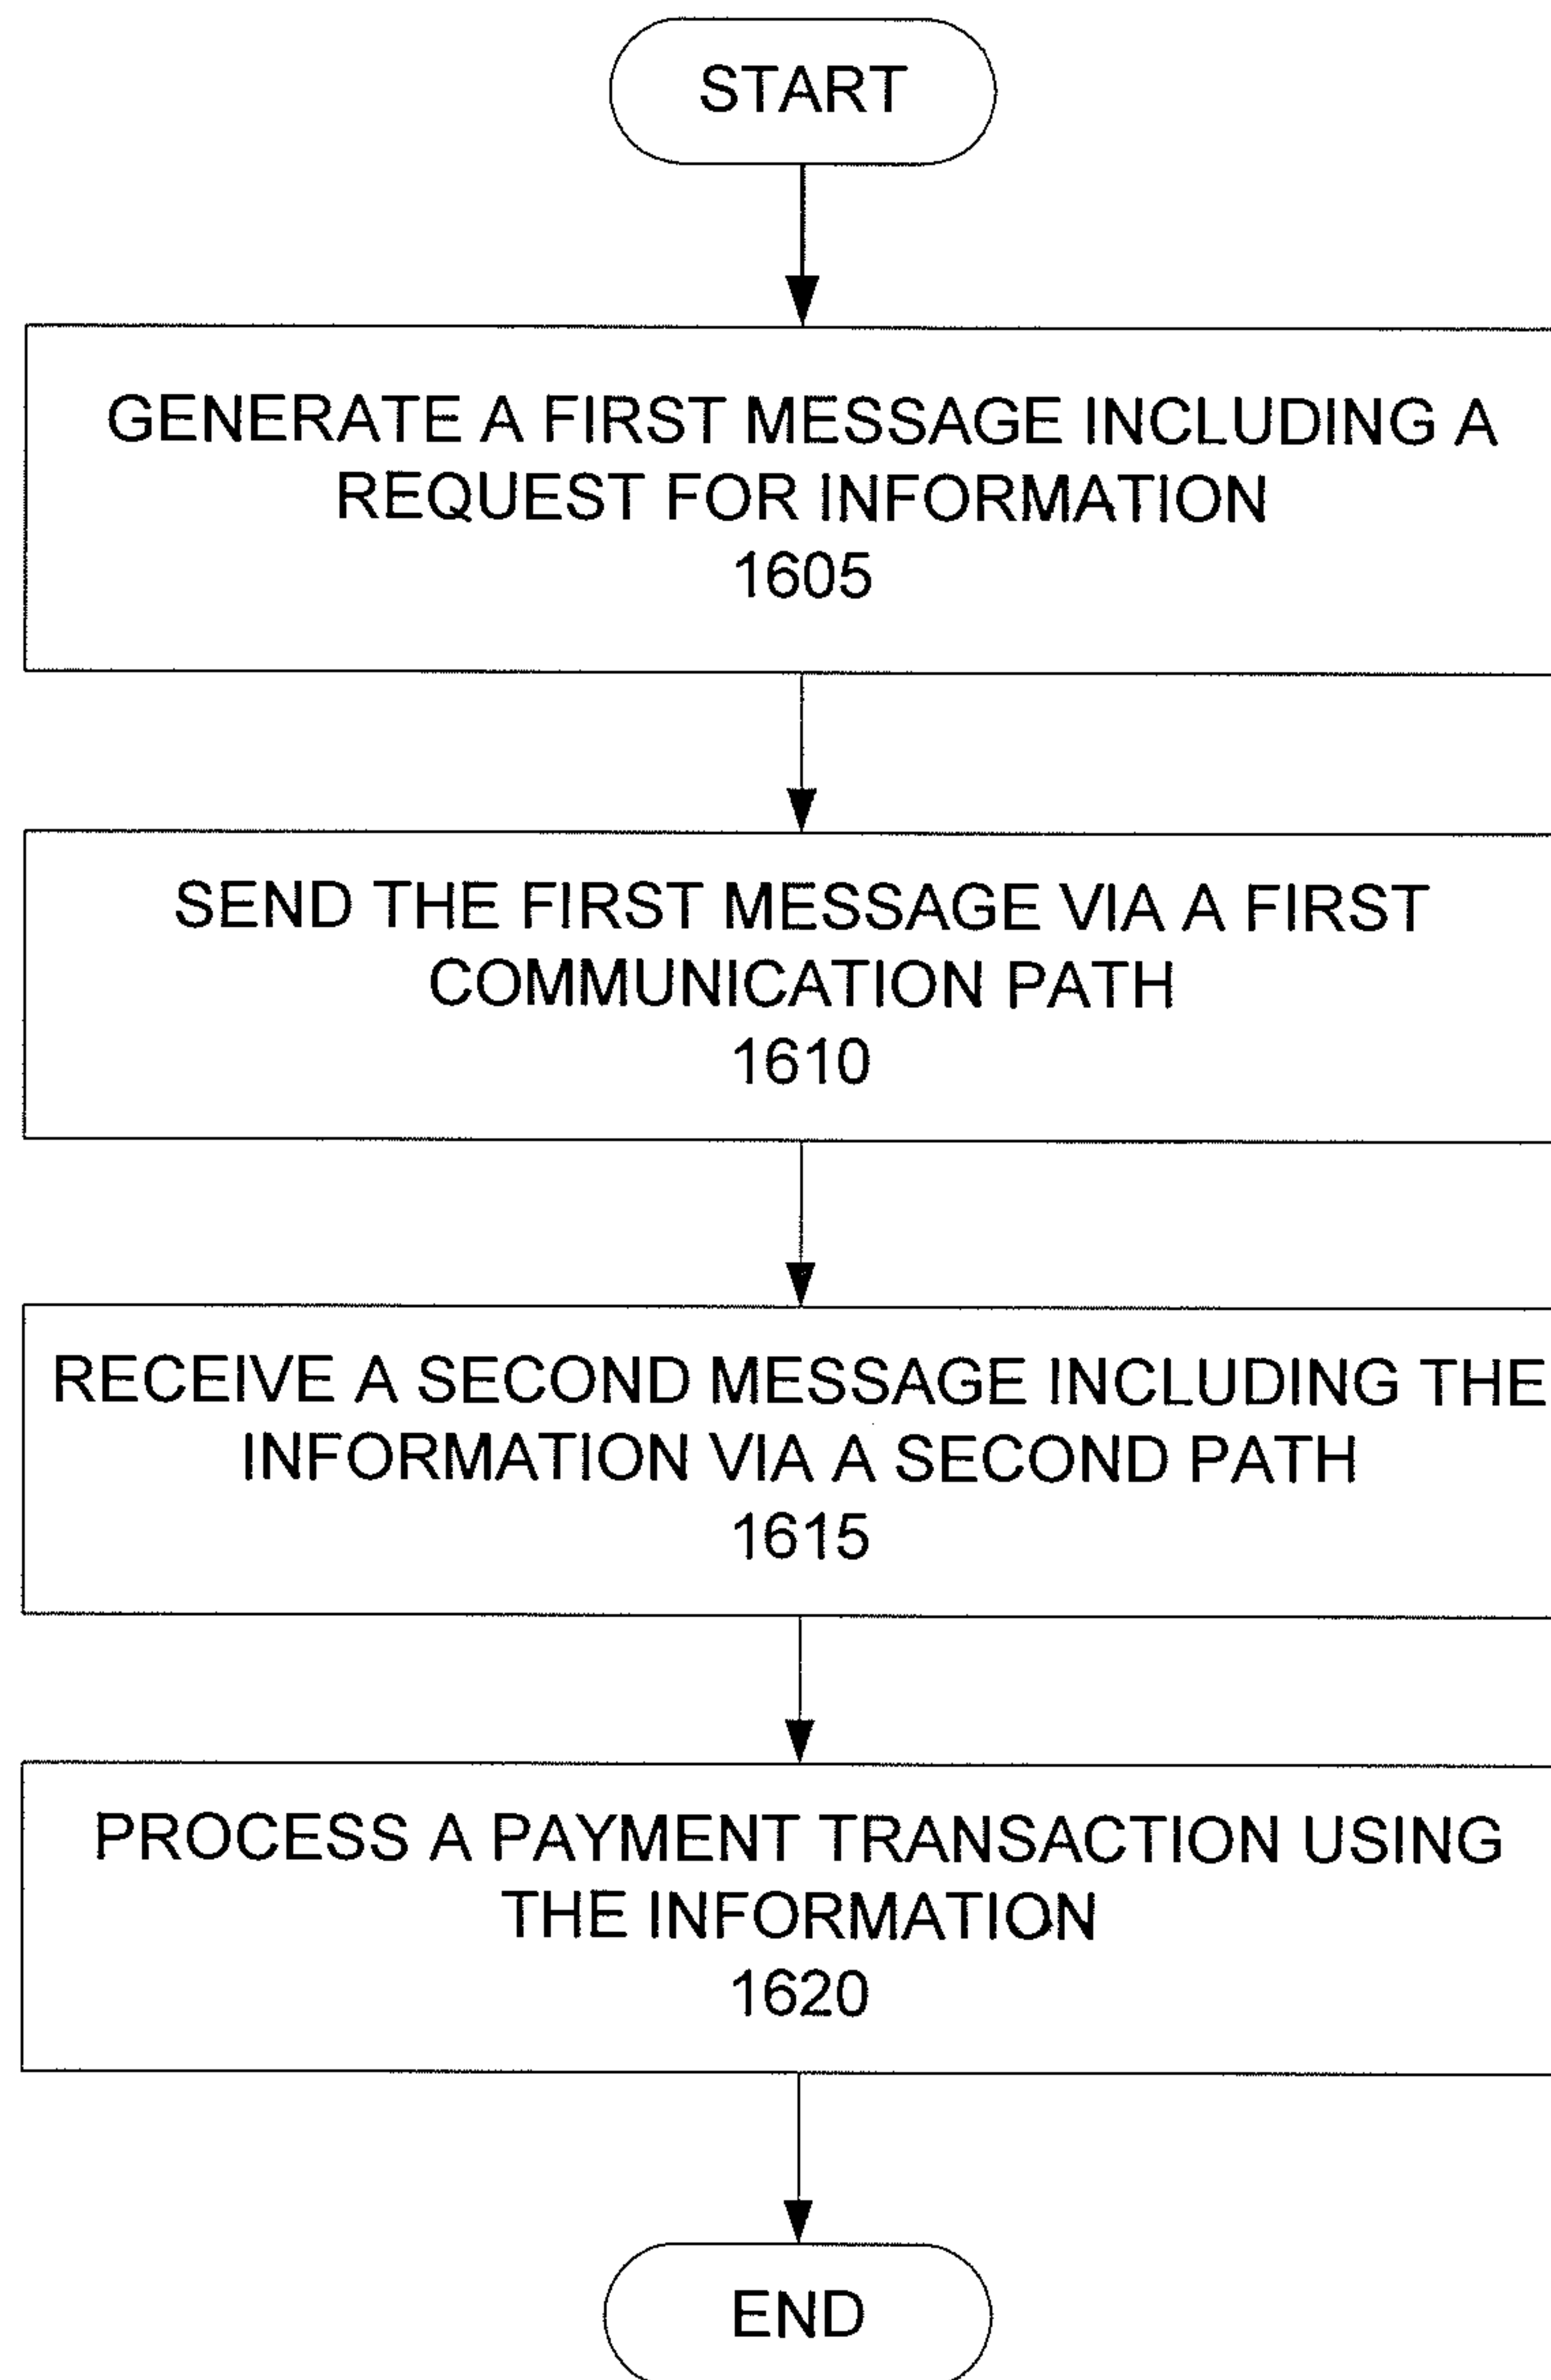 START
GENERATE A FIRST MESSAGE INCLUDING A
REQUEST FOR INFORMATION
1605
SEND THE FIRST MESSAGE VIA A FIRST
COMMUNICATION PATH
1610
RECEIVE A SECOND MESSAGE INCLUDING THE
INFORMATION VIA A SECOND PATH
1615
PROCESS A PAYMENT TRANSACTION USING
THE INFORMATION
1620
END